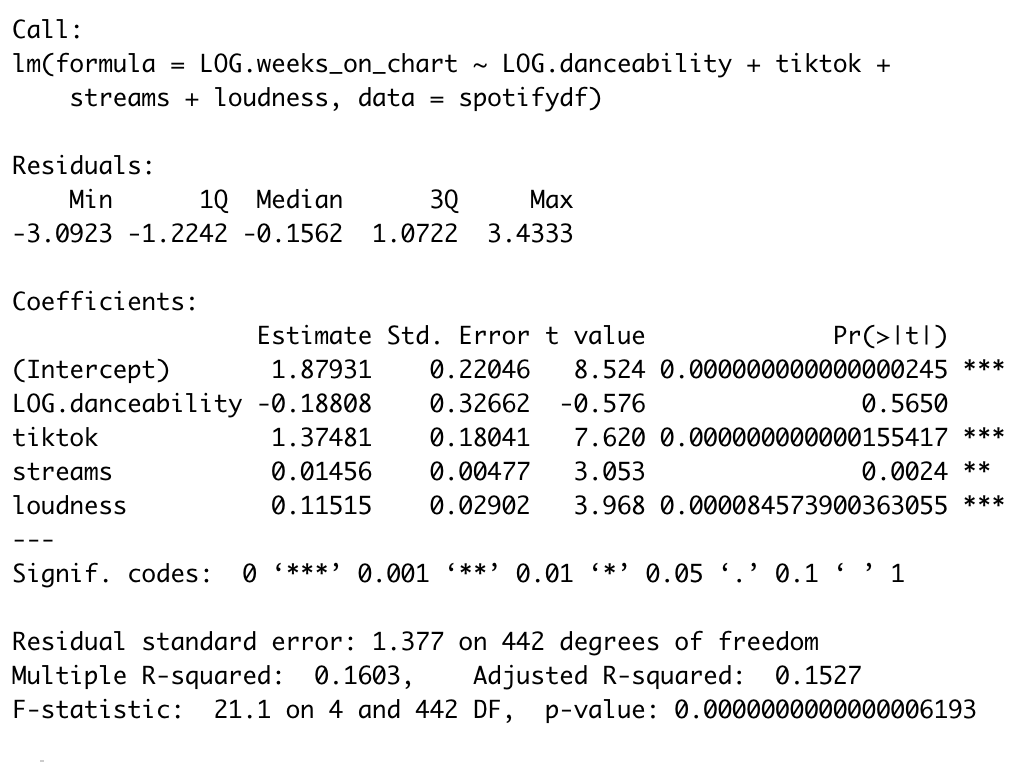 Call:
lm(formula = LOG.weeks_on_chart ~ LOG.danceability + tiktok +
    streams + loudness, data = spotifydf)
Residuals:
    Min      1Q  Median      3Q     Max
-3.0923 -1.2242 -0.1562  1.0722  3.4333
Coefficients:
                 Estimate Std. Error t value             Pr(>|t|)
(Intercept)       1.87931    0.22046   8.524 0.000000000000000245 ***
LOG.danceability -0.18808    0.32662  -0.576               0.5650
tiktok            1.37481    0.18041   7.620 0.000000000000155417 ***
streams           0.01456    0.00477   3.053               0.0024 **
loudness          0.11515    0.02902   3.968 0.000084573900363055 ***
---
Signif. codes:  0 ‘***’ 0.001 ‘**’ 0.01 ‘*’ 0.05 ‘.’ 0.1 ‘ ’ 1
Residual standard error: 1.377 on 442 degrees of freedom
Multiple R-squared:  0.1603,    Adjusted R-squared:  0.1527
F-statistic:  21.1 on 4 and 442 DF,  p-value: 0.0000000000000006193